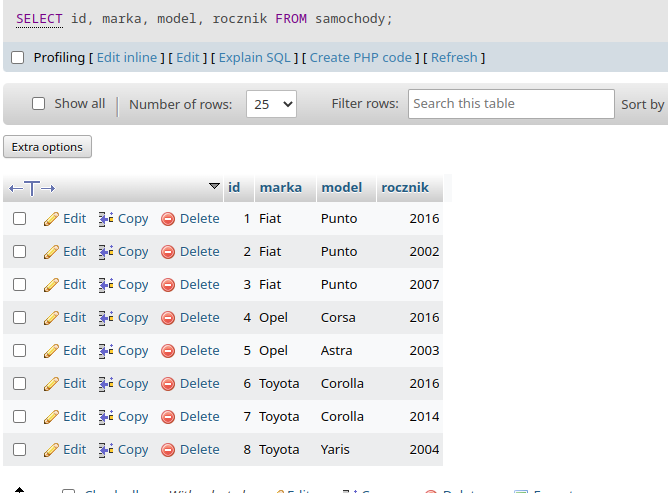 SELECT id, marka, model, rocznik FROM samochody;
Profiling [ Edit inline ] [ Edit ] [ Explain SQL ] [ Create PHP code ] [ Refresh ]
Show all Number of rows: 25 Filter rows: Search this table Sort by
Extra options
id marka model rocznik
Edit Copy Delete 1 Fiat Punto 2016
Edit Copy Delete 2 Fiat Punto 2002
Edit Copy Delete 3 Fiat Punto 2007
Edit Copy Delete 4 Opel Corsa 2016
Edit Copy Delete 5 Opel Astra 2003
Edit Copy Delete 6 Toyota Corolla 2016
Edit Copy Delete 7 Toyota Corolla 2014
Edit Copy Delete 8 Toyota Yaris 2004